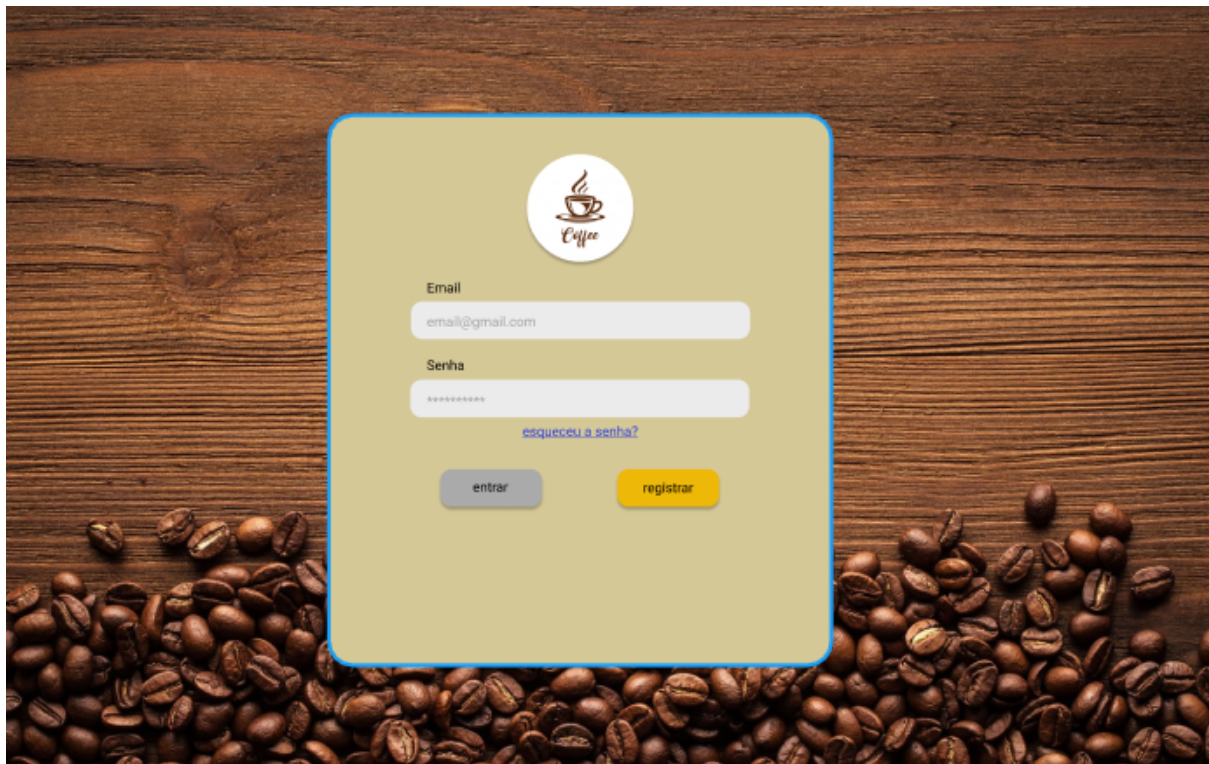 Coffee
Email
email@gmail.com
Senha
**********
esqueceu a senha?
entrar
registrar